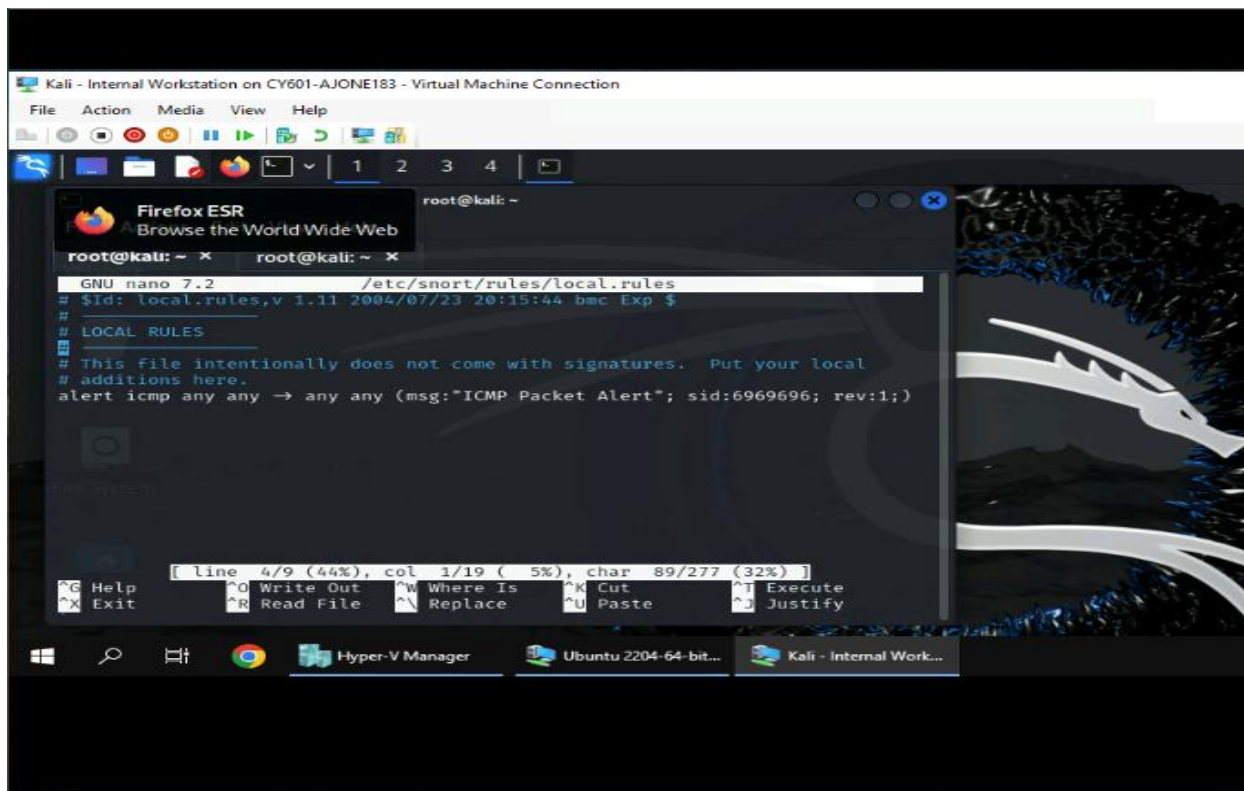 Kali - Internal Workstation on CY601-AJONE183 - Virtual Machine Connection
File Action Media View Help
1 2 3 4
root@kali: ~
Firefox ESR
Browse the World Wide Web
root@kali: ~ × root@kali: ~ ×
GNU nano 7.2 /etc/snort/rules/local.rules
# $Id: local.rules,v 1.11 2004/07/23 20:15:44 bmc Exp $
# ————————
# LOCAL RULES
# ————————
# This file intentionally does not come with signatures. Put your local
# additions here.
alert icmp any any → any any (msg:"ICMP Packet Alert"; sid:6969696; rev:1;)
File System
[ line 4/9 (44%), col 1/19 ( 5%), char 89/277 (32%) ]
^G Help ^O Write Out ^W Where Is ^K Cut ^T Execute
^X Exit ^R Read File ^\ Replace ^U Paste ^J Justify
Hyper-V Manager Ubuntu 2204-64-bit... Kali - Internal Work...